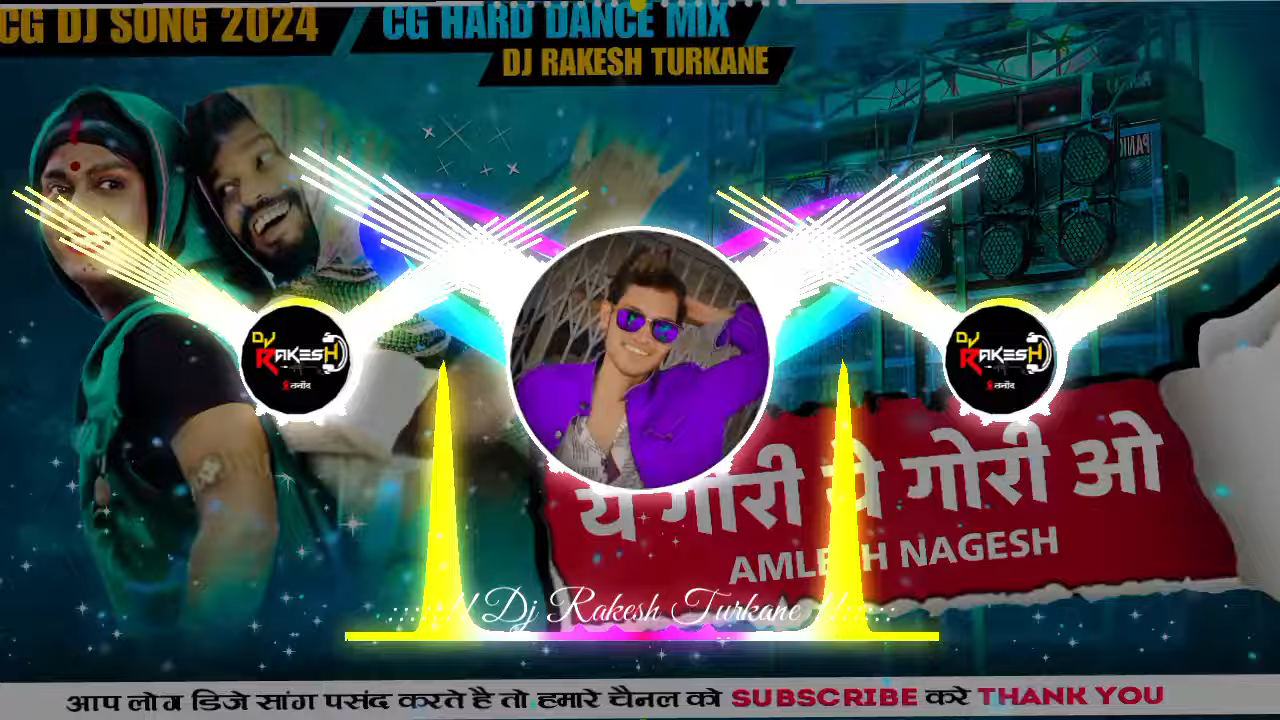 CG DJ SONG 2024
CG HARD DANCE MIX
DJ RAKESH TURKANE
DJ
RAKESH
DJ
RAKESH
ये गोरी ये गोरी ओ
AMLESH NAGESH
!! Dj Rakesh Turkane !!
आप लोग डिजे सांग पसंद करते है तो हमारे चैनल को SUBSCRIBE करे THANK YOU